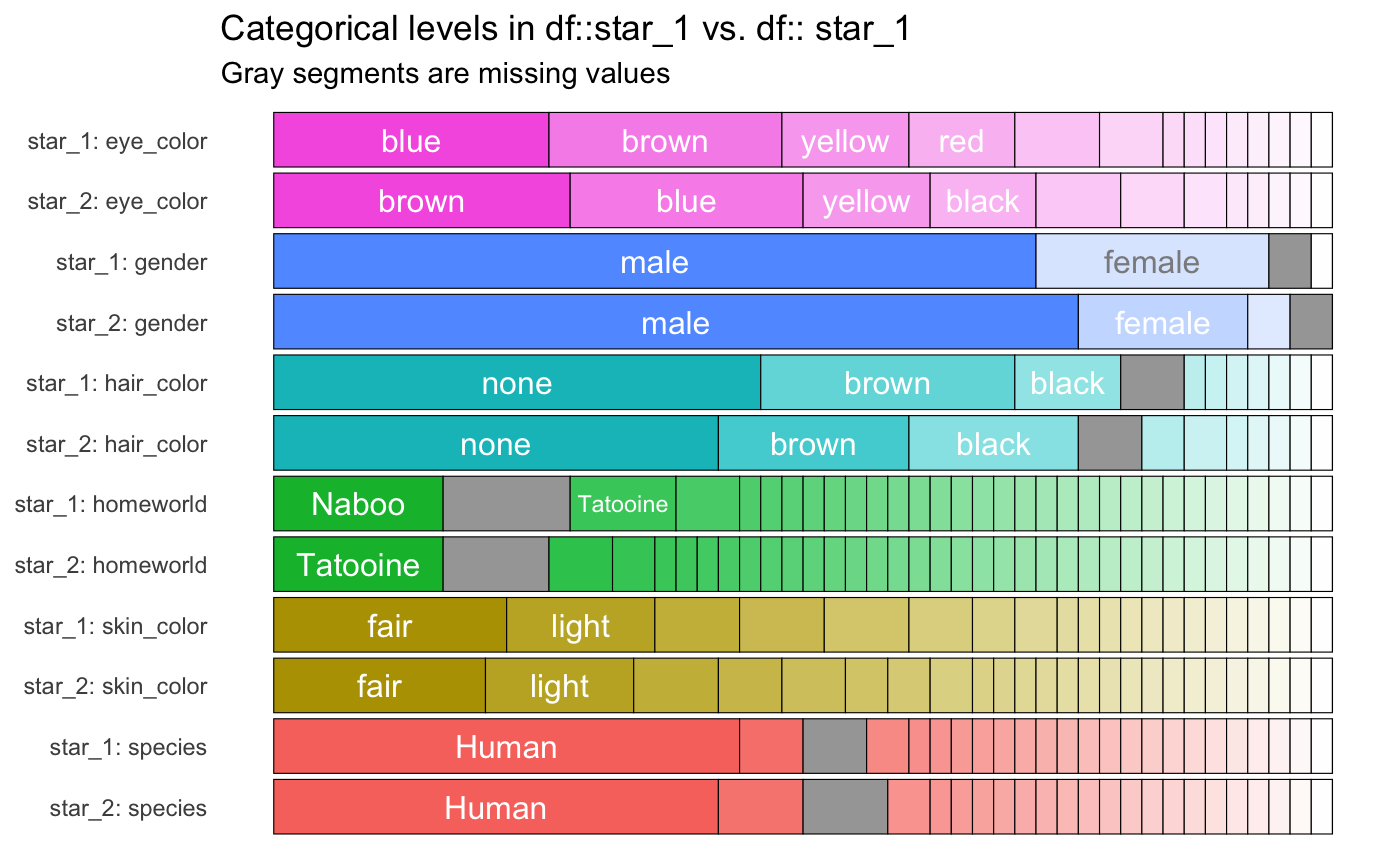 Categorical levels in df::star_1 vs. df:: star_1
Gray segments are missing values
star_1: eye_color blue brown yellow red
star_2: eye_color brown blue yellow black
star_1: gender male female
star_2: gender male female
star_1: hair_color none brown black
star_2: hair_color none brown black
star_1: homeworld Naboo Tatooine
star_2: homeworld Tatooine
star_1: skin_color fair light
star_2: skin_color fair light
star_1: species Human
star_2: species Human